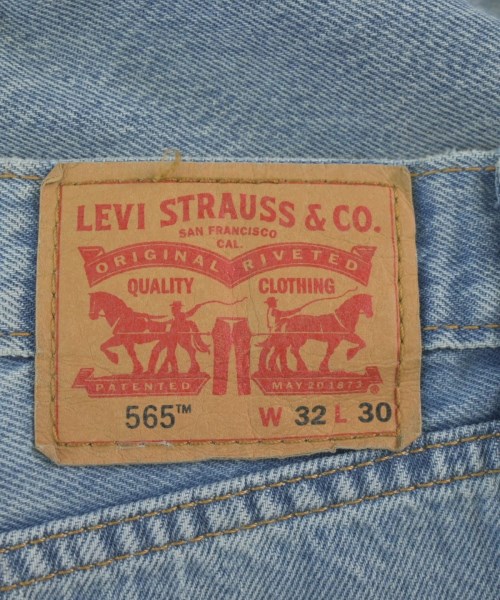 LEVI STRAUSS & CO.
SAN FRANCISCO
CAL.
ORIGINAL RIVETED
QUALITY CLOTHING
PATENTED MAY 20 1873 ®
565™ W 32 L 30